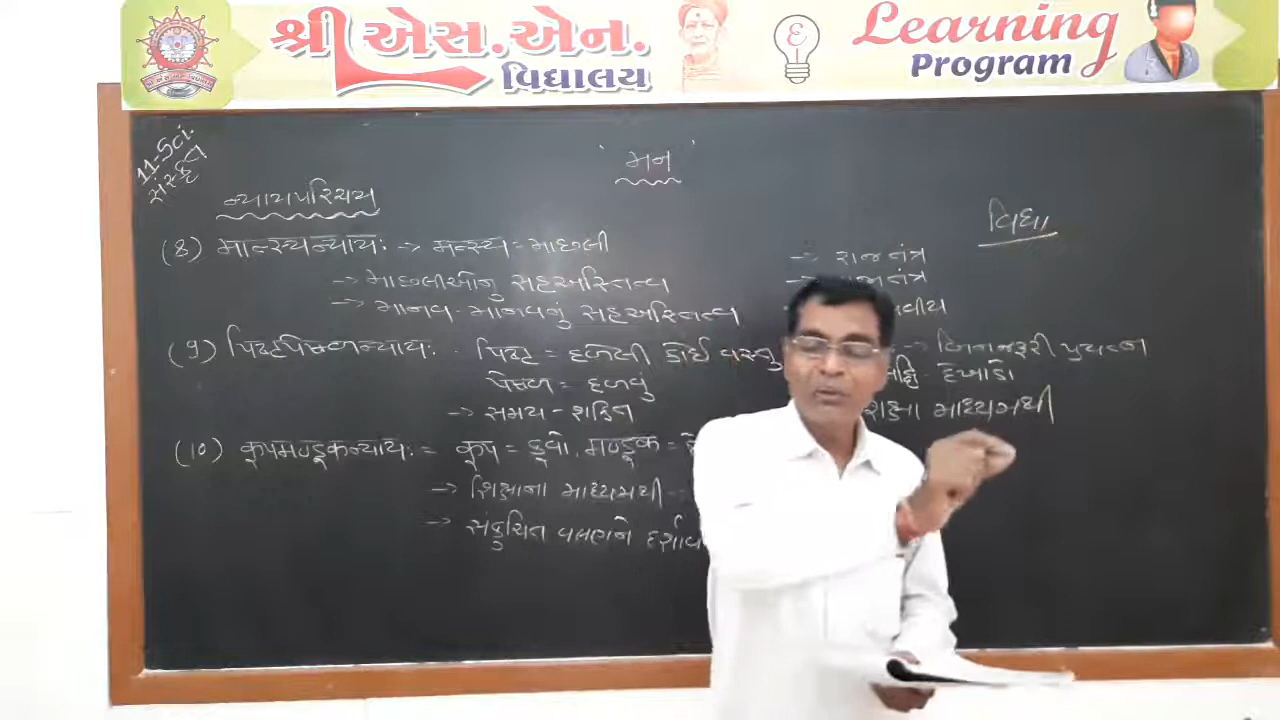 શ્રી એસ.એન.
વિદ્યાલય
Learning
Program
11-Sci.
સંસ્કૃત
'મન'
ન્યાયપરિચય
વિદ્યા
(8) માત્સ્યન્યાયઃ -> મત્સ્ય = માછલી
-> રાજતંત્ર
-> માછલીઓનુ સહઅસ્તિત્વ
-> માનવ - માનવનું સહઅસ્તિત્વ
(9) પિષ્ટપેષણન્યાયઃ પિષ્ટ = દળેલી કોઈ વસ્તુ
-> બિનજરૂરી પ્રયત્ન
પેષણ = દળવું
દેખાડો
-> સમય - શક્તિ
શિક્ષા માધ્યમથી
(10) કૂપમણ્ડૂકન્યાયઃ = કૂપ = કૂવો, મણ્ડૂક =
-> શિક્ષાના માધ્યમથી ->
-> સંકુચિત વલણને